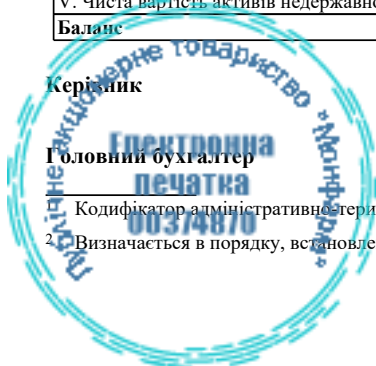 V. Чиста вартість активів недержавно
Баланс
Керівник
Головний бухгалтер
Публічне акціонерне товариство "Монфарм"
Електронна
печатка
00374870
1 Кодифікатор адміністративно-тери
2 Визначається в порядку, встановле